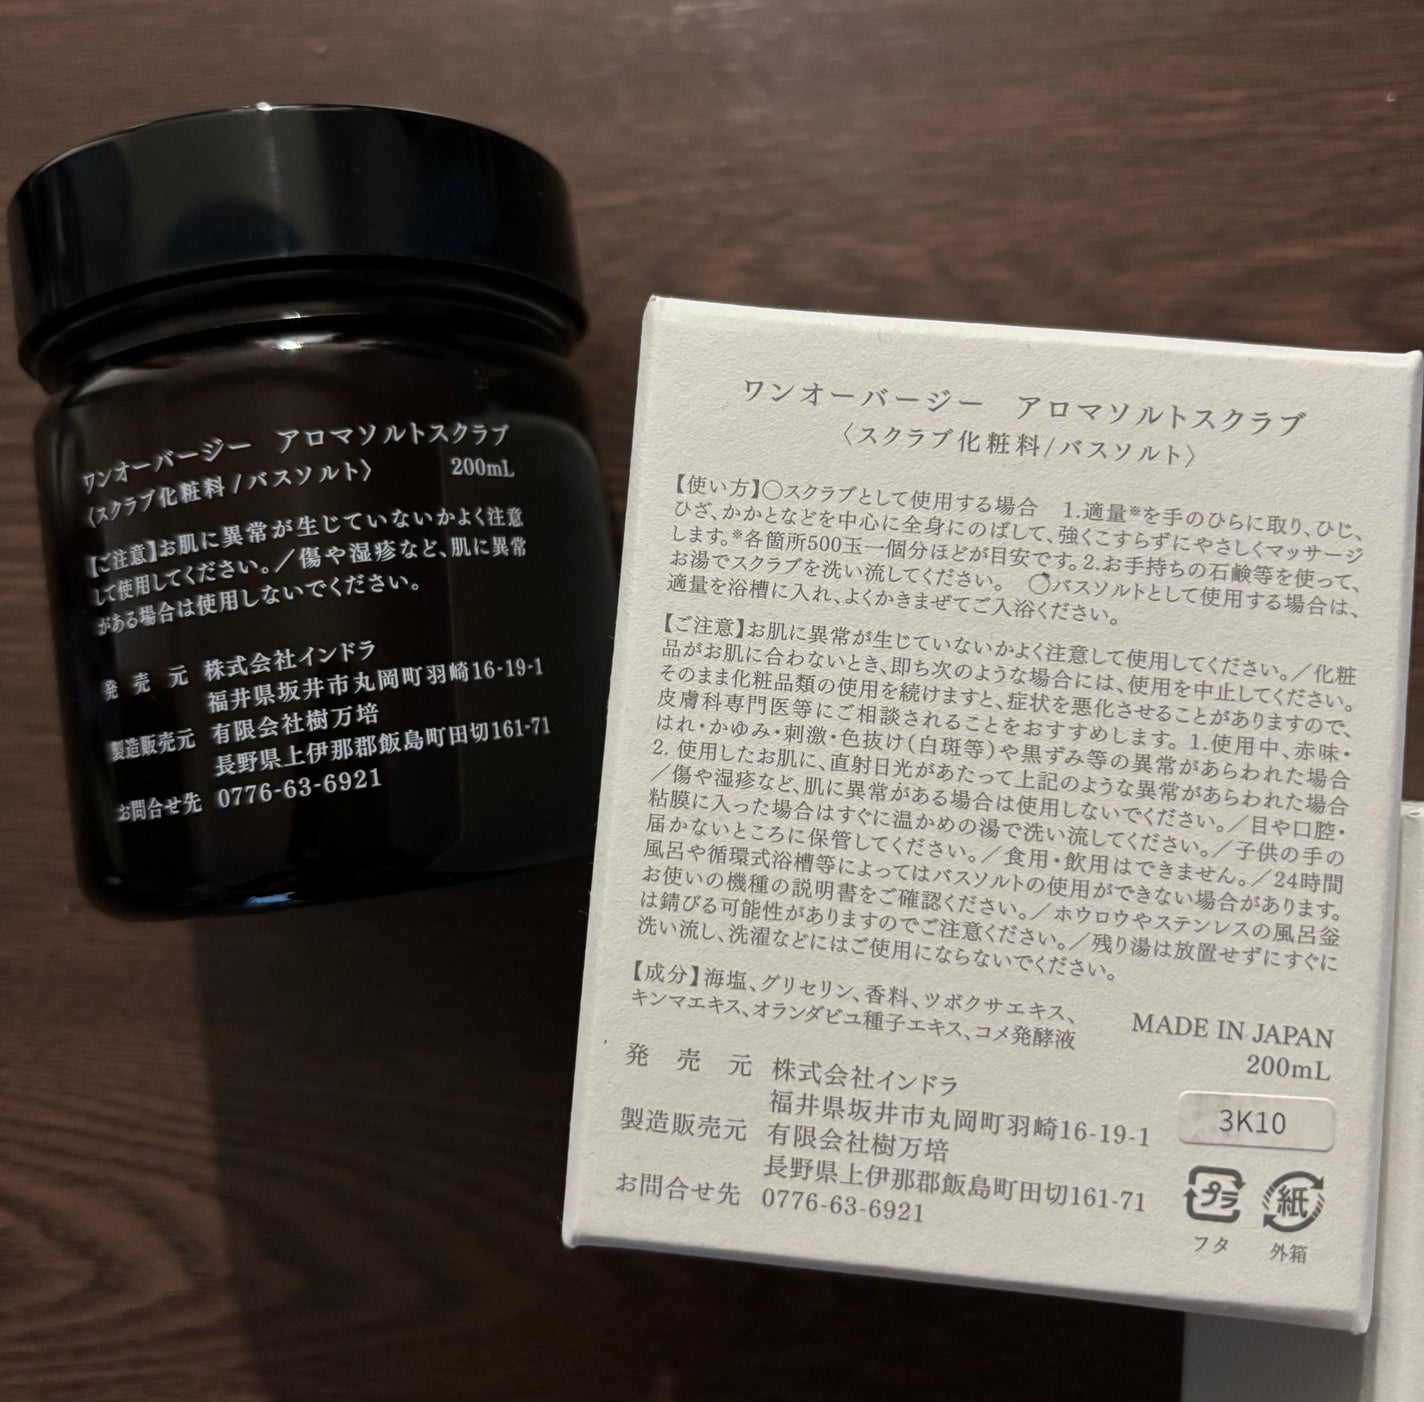 ワンオーバージー アロマソルトスクラブ
〈スクラブ化粧料/バスソルト〉 200mL
【ご注意】お肌に異常が生じていないかよく注意
して使用してください。/傷や湿疹など、肌に異常
がある場合は使用しないでください。
発売元 株式会社インドラ
福井県坂井市丸岡町羽崎16-19-1
製造販売元 有限会社樹万培
長野県上伊那郡飯島町田切161-71
お問合せ先 0776-63-6921
ワンオーバージー アロマソルトスクラブ
〈スクラブ化粧料/バスソルト〉
【使い方】○スクラブとして使用する場合 1.適量※を手のひらに取り、ひじ、
ひざ、かかとなどを中心に全身にのばして、強くこすらずにやさしくマッサージ
します。※各箇所500玉一個分ほどが目安です。2.お手持ちの石鹸等を使って、
お湯でスクラブを洗い流してください。 ○バスソルトとして使用する場合は、
適量を浴槽に入れ、よくかきまぜてご入浴ください。
【ご注意】お肌に異常が生じていないかよく注意して使用してください。/化粧
品がお肌に合わないとき、即ち次のような場合には、使用を中止してください。
そのまま化粧品類の使用を続けますと、症状を悪化させることがありますので、
皮膚科専門医等にご相談されることをおすすめします。1.使用中、赤味・
はれ・かゆみ・刺激・色抜け(白斑等)や黒ずみ等の異常があらわれた場合
2. 使用したお肌に、直射日光があたって上記のような異常があらわれた場合
/傷や湿疹など、肌に異常がある場合は使用しないでください。/目や口腔・
粘膜に入った場合はすぐに温かめの湯で洗い流してください。/子供の手の
届かないところに保管してください。/食用・飲用はできません。/24時間
風呂や循環式浴槽等によってはバスソルトの使用ができない場合があります。
お使いの機種の説明書をご確認ください。/ホウロウやステンレスの風呂釜
は錆びる可能性がありますのでご注意ください。/残り湯は放置せずにすぐに
洗い流し、洗濯などにはご使用にならないでください。
【成分】海塩、グリセリン、香料、ツボクサエキス、
キンマエキス、オランダビユ種子エキス、コメ発酵液
MADE IN JAPAN
200mL
発売元 株式会社インドラ
福井県坂井市丸岡町羽崎16-19-1
製造販売元 有限会社樹万培
長野県上伊那郡飯島町田切161-71
お問合せ先 0776-63-6921
3K10
プラ 紙
フタ 外箱